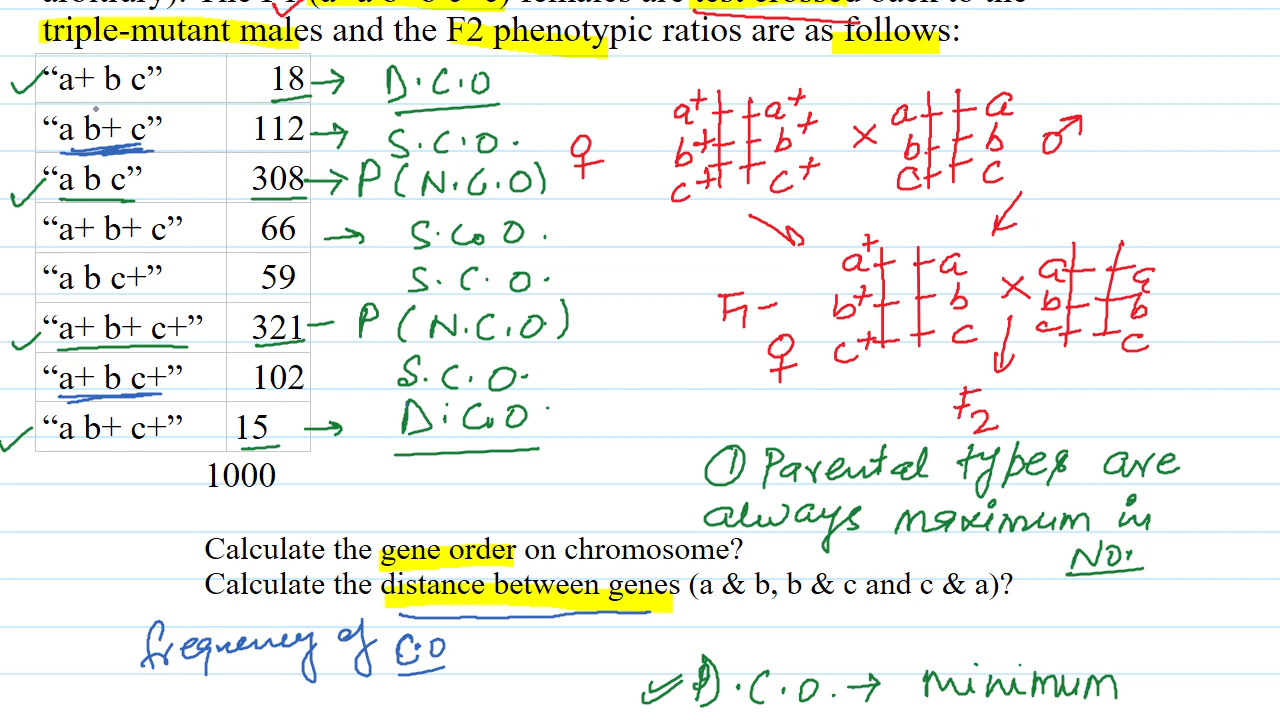 triple-mutant males and the F2 phenotypic ratios are as follows:
“a+ b c” 18 → D.C.O
“a b+ c” 112 → S.C.O.
“a b c” 308 → P (N.C.O)
“a+ b+ c” 66 → S.C.O.
“a b c+” 59 S.C.O.
“a+ b+ c+” 321 – P (N.C.O)
“a+ b c+” 102 S.C.O.
“a b+ c+” 15 → D.C.O
1000
♀ a+ a+ × a a ♂
b+ b+ b b
c+ c+ c c
F1 – a+ a × a a
b+ b b b
♀ c+ c c c
F2
① Parental types are
always maximum in
No.
Calculate the gene order on chromosome?
Calculate the distance between genes (a & b, b & c and c & a)?
frequency of C.O
D.C.O. → minimum